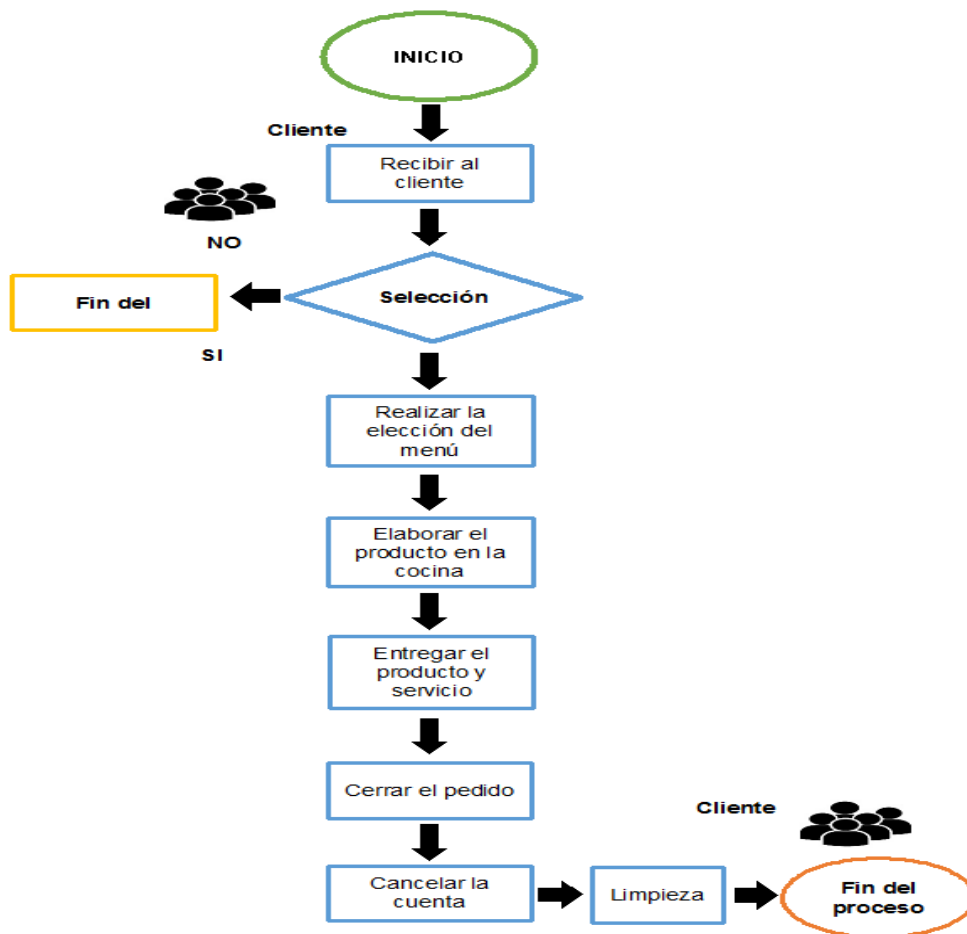 INICIO
Cliente
Recibir al
cliente
NO
Selección
Fin del
SI
Realizar la
elección del
menú
Elaborar el
producto en la
cocina
Entregar el
producto y
servicio
Cerrar el pedido
Cliente
Cancelar la
cuenta
Limpieza
Fin del
proceso